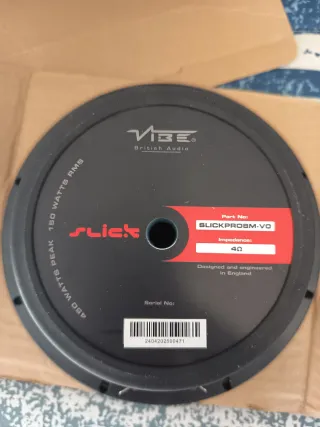 VIBE
British Audio
450 WATTS PEAK 150 WATTS RMS
slick
Part No:
SLICKPRO8M-V0
Impedance:
4Ω
Designed and engineered
in England
Serial No:
2404202500471